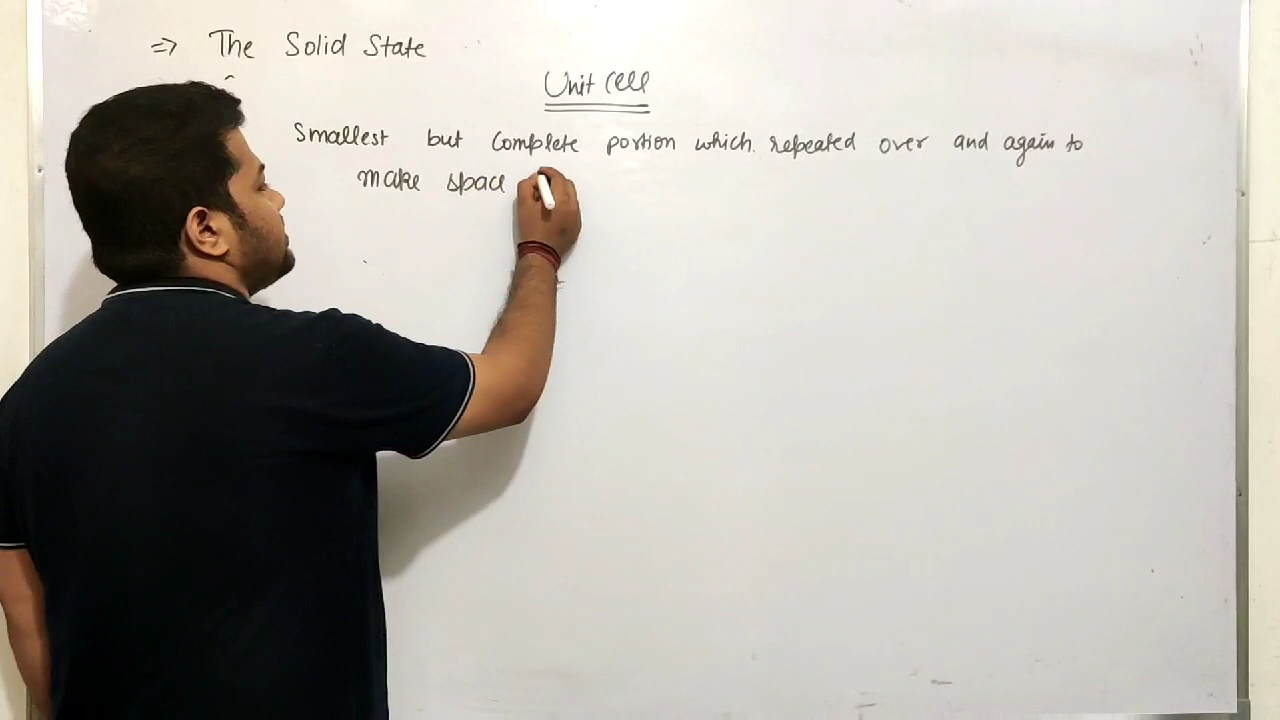 ⇒ The Solid State
Unit Cell
Smallest but Complete portion which repeated over and again to
make space